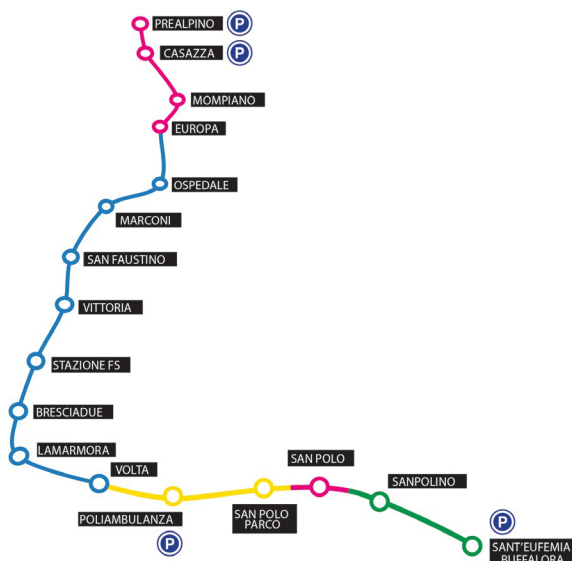 PREALPINO
P
CASAZZA
P
MOMPIANO
EUROPA
OSPEDALE
MARCONI
SAN FAUSTINO
VITTORIA
STAZIONE FS
BRESCIADUE
LAMARMORA
VOLTA
POLIAMBULANZA
P
SAN POLO
PARCO
SAN POLO
SANPOLINO
P
SANT'EUFEMIA
BUFFALORA